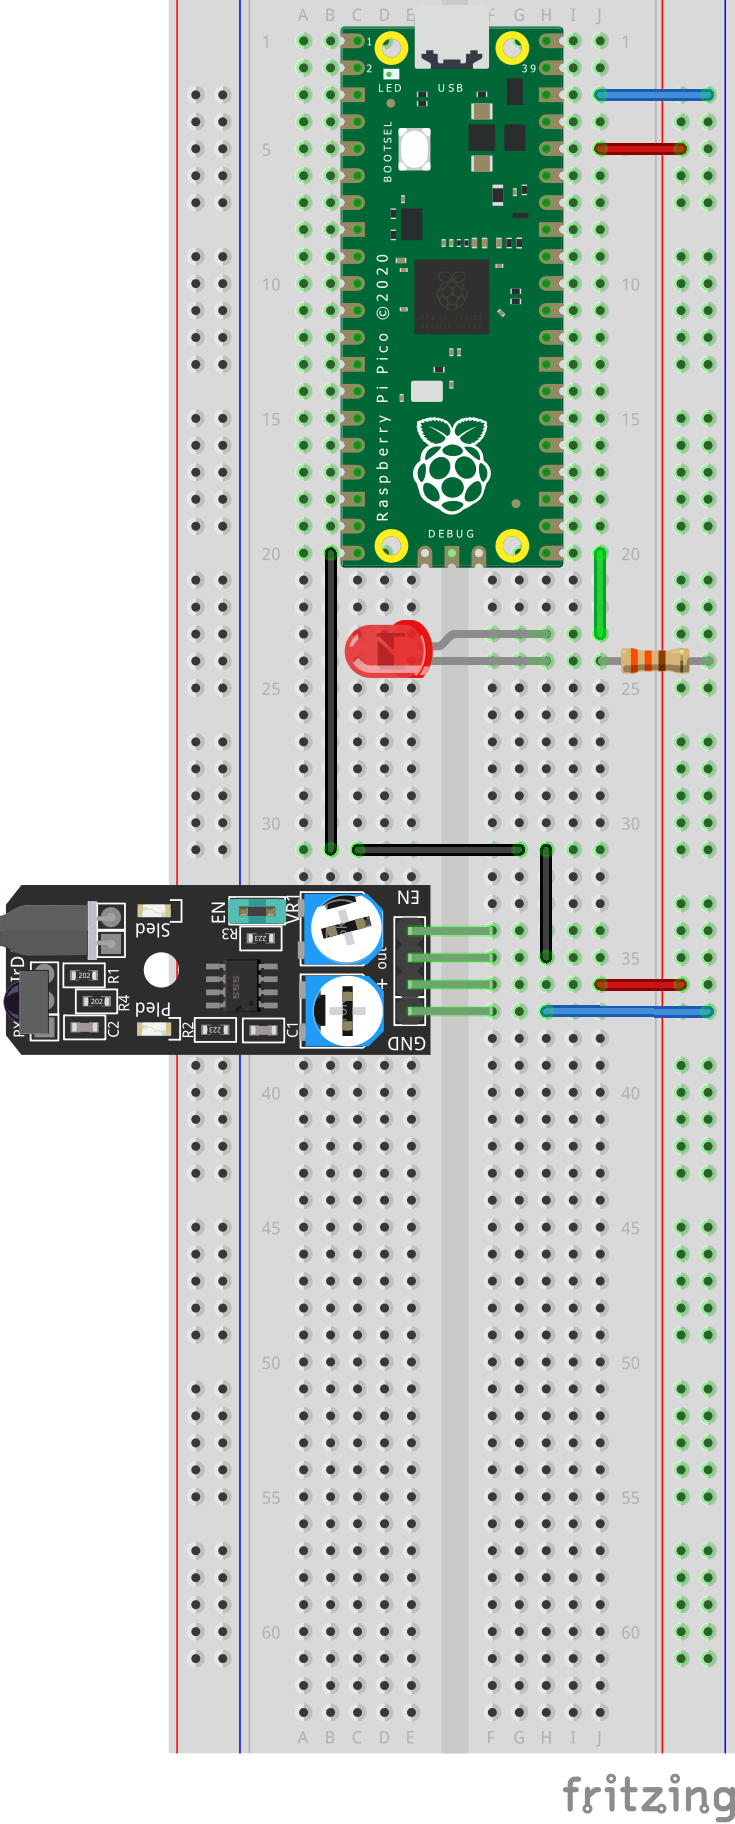 A B C D E F G H I J
1 1 1
2 39
LED USB
BOOTSEL
5
10 10
Raspberry Pi Pico ©2020
15 15
DEBUG
20 20
25 25
30 30
EN VR1 EN
Sled R3 223
out
IrD 202 R1 555
202 R4 +
Pled
C2 R2 223 C1
GND
35
40 40
45 45
50 50
55 55
60 60
A B C D E F G H I J
fritzing